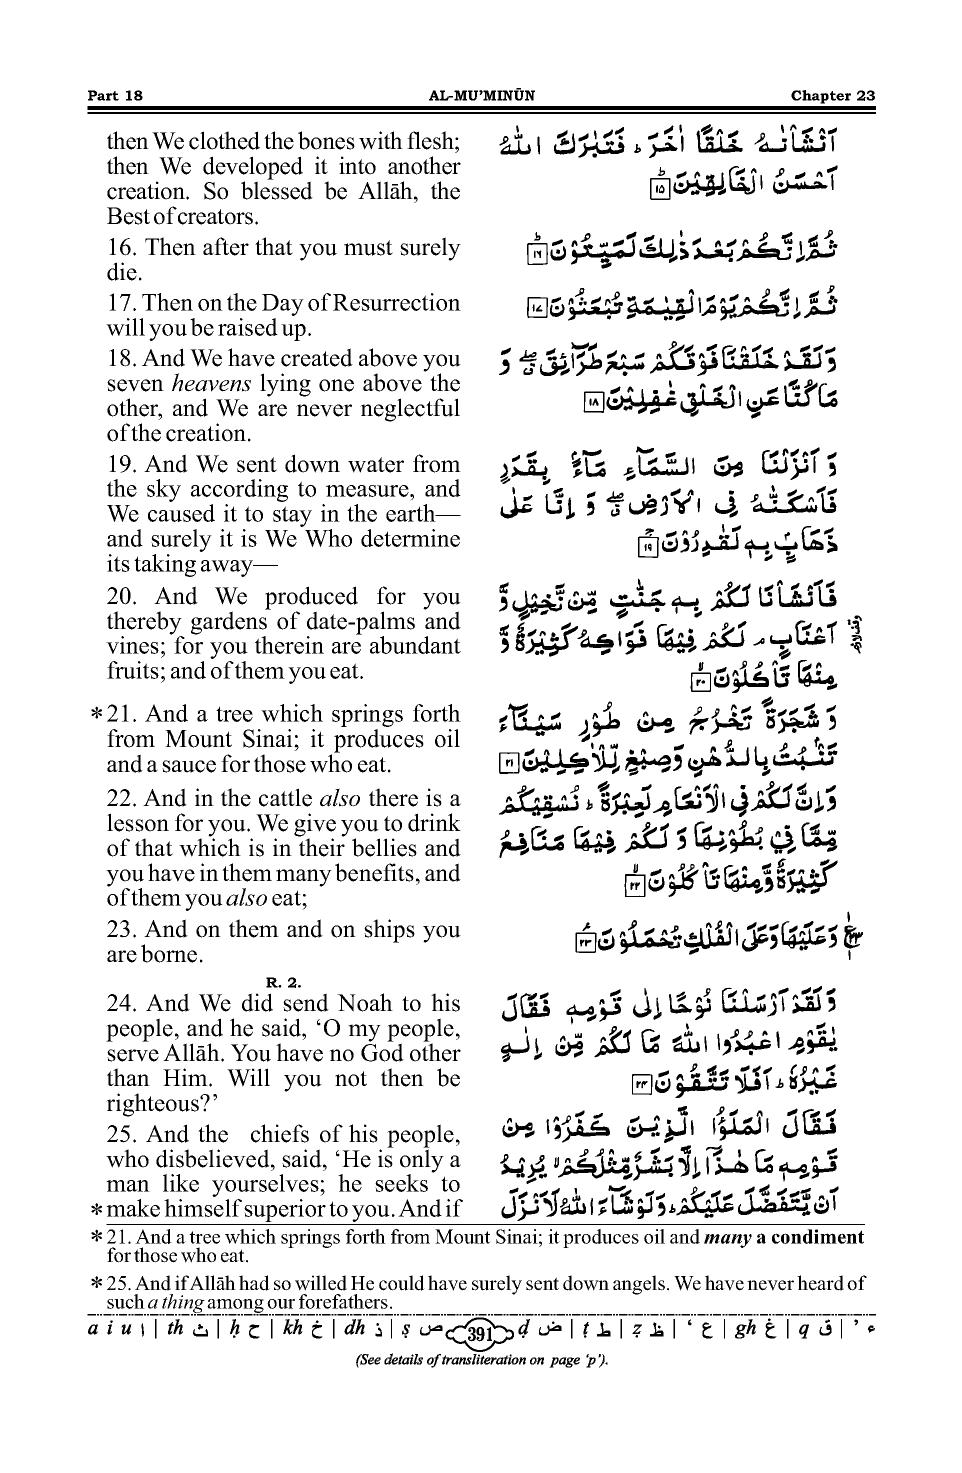 Part 18 AL-MU’MINŪN Chapter 23
then We clothed the bones with flesh;
then We developed it into another
creation. So blessed be Allāh, the
Best of creators.
16. Then after that you must surely
die.
17. Then on the Day of Resurrection
will you be raised up.
18. And We have created above you
seven heavens lying one above the
other, and We are never neglectful
of the creation.
19. And We sent down water from
the sky according to measure, and
We caused it to stay in the earth—
and surely it is We Who determine
its taking away—
20. And We produced for you
thereby gardens of date-palms and
vines; for you therein are abundant
fruits; and of them you eat.
*21. And a tree which springs forth
from Mount Sinai; it produces oil
and a sauce for those who eat.
22. And in the cattle also there is a
lesson for you. We give you to drink
of that which is in their bellies and
you have in them many benefits, and
of them you also eat;
23. And on them and on ships you
are borne.
R. 2.
24. And We did send Noah to his
people, and he said, ‘O my people,
serve Allāh. You have no God other
than Him. Will you not then be
righteous?’
25. And the chiefs of his people,
who disbelieved, said, ‘He is only a
man like yourselves; he seeks to
*make himself superior to you. And if
اَنْشَاْنٰهُ خَلْقًا اٰخَرَ ؕ فَتَبٰرَكَ اللّٰهُ
اَحْسَنُ الْخَالِقِيْنَ ؕ۱۵
ثُمَّ اِنَّكُمْ بَعْدَ ذٰلِكَ لَمَيِّتُوْنَ ؕ۱۶
ثُمَّ اِنَّكُمْ يَوْمَ الْقِيٰمَةِ تُبْعَثُوْنَ ۱۷
وَ لَقَدْ خَلَقْنَا فَوْقَكُمْ سَبْعَ طَرَآئِقَ ۖۗ وَ
مَا كُنَّا عَنِ الْخَلْقِ غٰفِلِيْنَ ۱۸
وَ اَنْزَلْنَا مِنَ السَّمَآءِ مَآءًۢ بِقَدَرٍ
فَاَسْكَنّٰهُ فِى الْاَرْضِ ۖۗ وَ اِنَّا عَلٰى
ذَهَابٍۭ بِهٖ لَقٰدِرُوْنَ ۚ۱۹
فَاَنْشَاْنَا لَكُمْ بِهٖ جَنّٰتٍ مِّنْ نَّخِيْلٍ وَّ
اَعْنَابٍ ۘ لَكُمْ فِيْهَا فَوَاكِهُ كَثِيْرَةٌ وَّ
مِنْهَا تَاْكُلُوْنَ ۙ۲۰
وَ شَجَرَةً تَخْرُجُ مِنْ طُوْرِ سَيْنَآءَ
تَنْۢبُتُ بِالدُّهْنِ وَصِبْغٍ لِّلْاٰكِلِيْنَ ۲۱
وَاِنَّ لَكُمْ فِى الْاَنْعَامِ لَعِبْرَةً ؕ نُسْقِيْكُمْ
مِّمَّا فِيْ بُطُوْنِهَا وَ لَكُمْ فِيْهَا مَنَافِعُ
كَثِيْرَةٌ وَّمِنْهَا تَاْكُلُوْنَ ۙ۲۲
وَعَلَيْهَا وَعَلَى الْفُلْكِ تُحْمَلُوْنَ ۲۳
وَ لَقَدْ اَرْسَلْنَا نُوْحًا اِلٰى قَوْمِهٖ فَقَالَ
يٰقَوْمِ اعْبُدُوا اللّٰهَ مَا لَكُمْ مِّنْ اِلٰهٍ
غَيْرُهٗ ؕ اَفَلَا تَتَّقُوْنَ ۲۴
فَقَالَ الْمَلَؤُا الَّذِيْنَ كَفَرُوْا مِنْ
قَوْمِهٖ مَا هٰذَاۤ اِلَّا بَشَرٌ مِّثْلُكُمْ ۙ يُرِيْدُ
اَنْ يَّتَفَضَّلَ عَلَيْكُمْ ؕ وَلَوْ شَآءَ اللّٰهُ لَاَنْزَلَ
*21. And a tree which springs forth from Mount Sinai; it produces oil and many a condiment
for those who eat.
*25. And if Allāh had so willed He could have surely sent down angels. We have never heard of
such a thing among our forefathers.
a i u ا | th ث | ḥ ح | kh خ | dh ذ | ṣ ص 391 ḍ ض | ṭ ط | ẓ ظ | ‘ ع | gh غ | q ق | ’ ء
(See details of transliteration on page ‘p’).